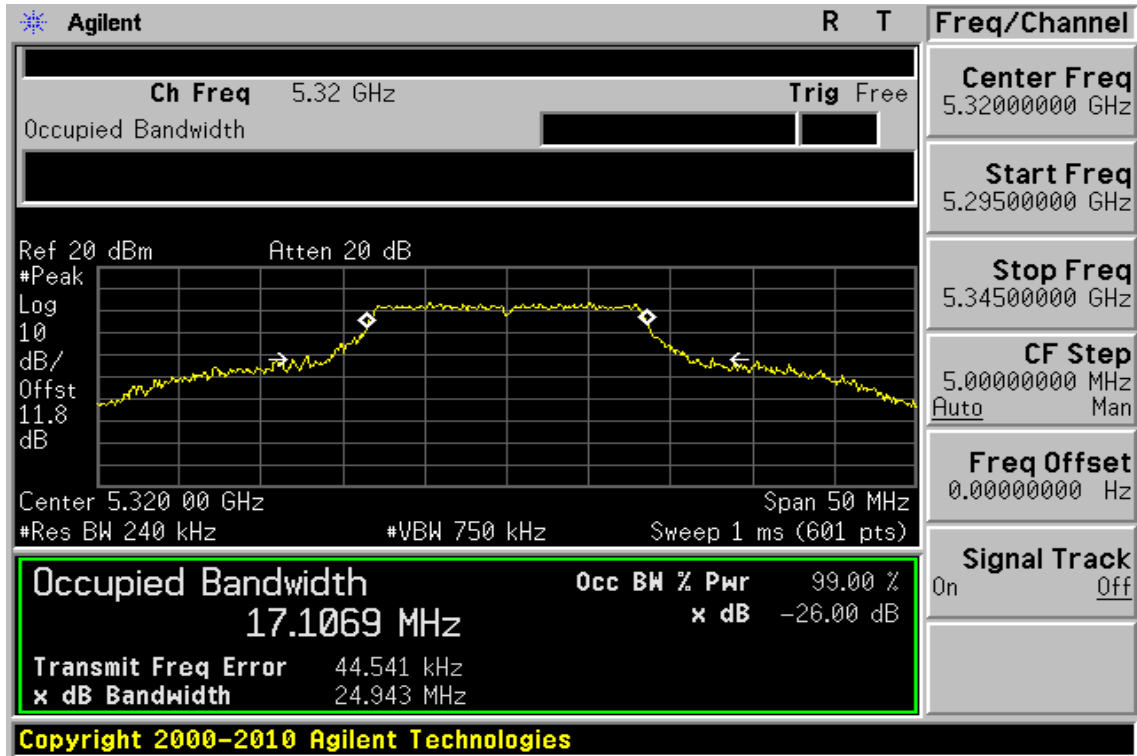 Agilent R T
Ch Freq 5.32 GHz Trig Free
Occupied Bandwidth
Ref 20 dBm Atten 20 dB
#Peak
Log
10
dB/
Offst
11.8
dB
Center 5.320 00 GHz Span 50 MHz
#Res BW 240 kHz #VBW 750 kHz Sweep 1 ms (601 pts)
Occupied Bandwidth Occ BW % Pwr 99.00 %
17.1069 MHz x dB -26.00 dB
Transmit Freq Error 44.541 kHz
x dB Bandwidth 24.943 MHz
Copyright 2000-2010 Agilent Technologies
Freq/Channel
Center Freq
5.32000000 GHz
Start Freq
5.29500000 GHz
Stop Freq
5.34500000 GHz
CF Step
5.00000000 MHz
Auto Man
Freq Offset
0.00000000 Hz
Signal Track
On Off